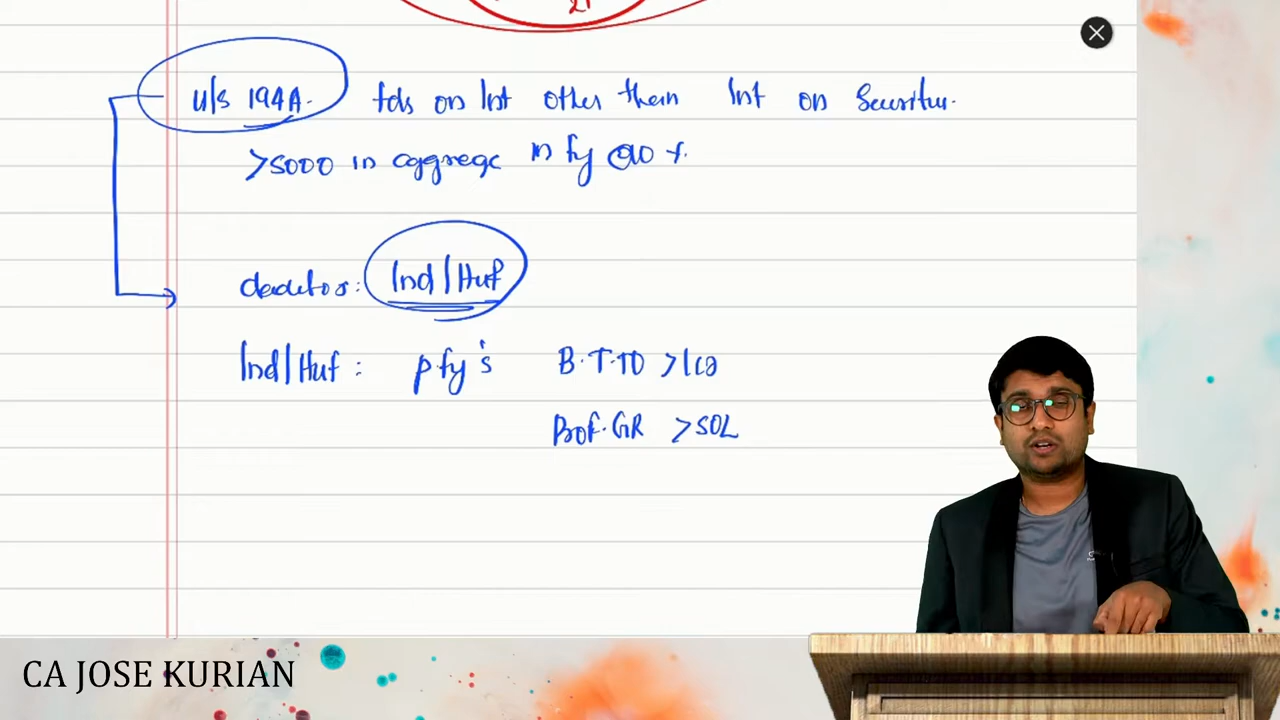 21
u/s 194A. tds on Int other than Int on Securities.
>5000 in aggregate in fy @10 %.
deductor: Ind/Huf
Ind/Huf: pfy's B.T.TO >1cr
Prof.GR >50L
CA JOSE KURIAN